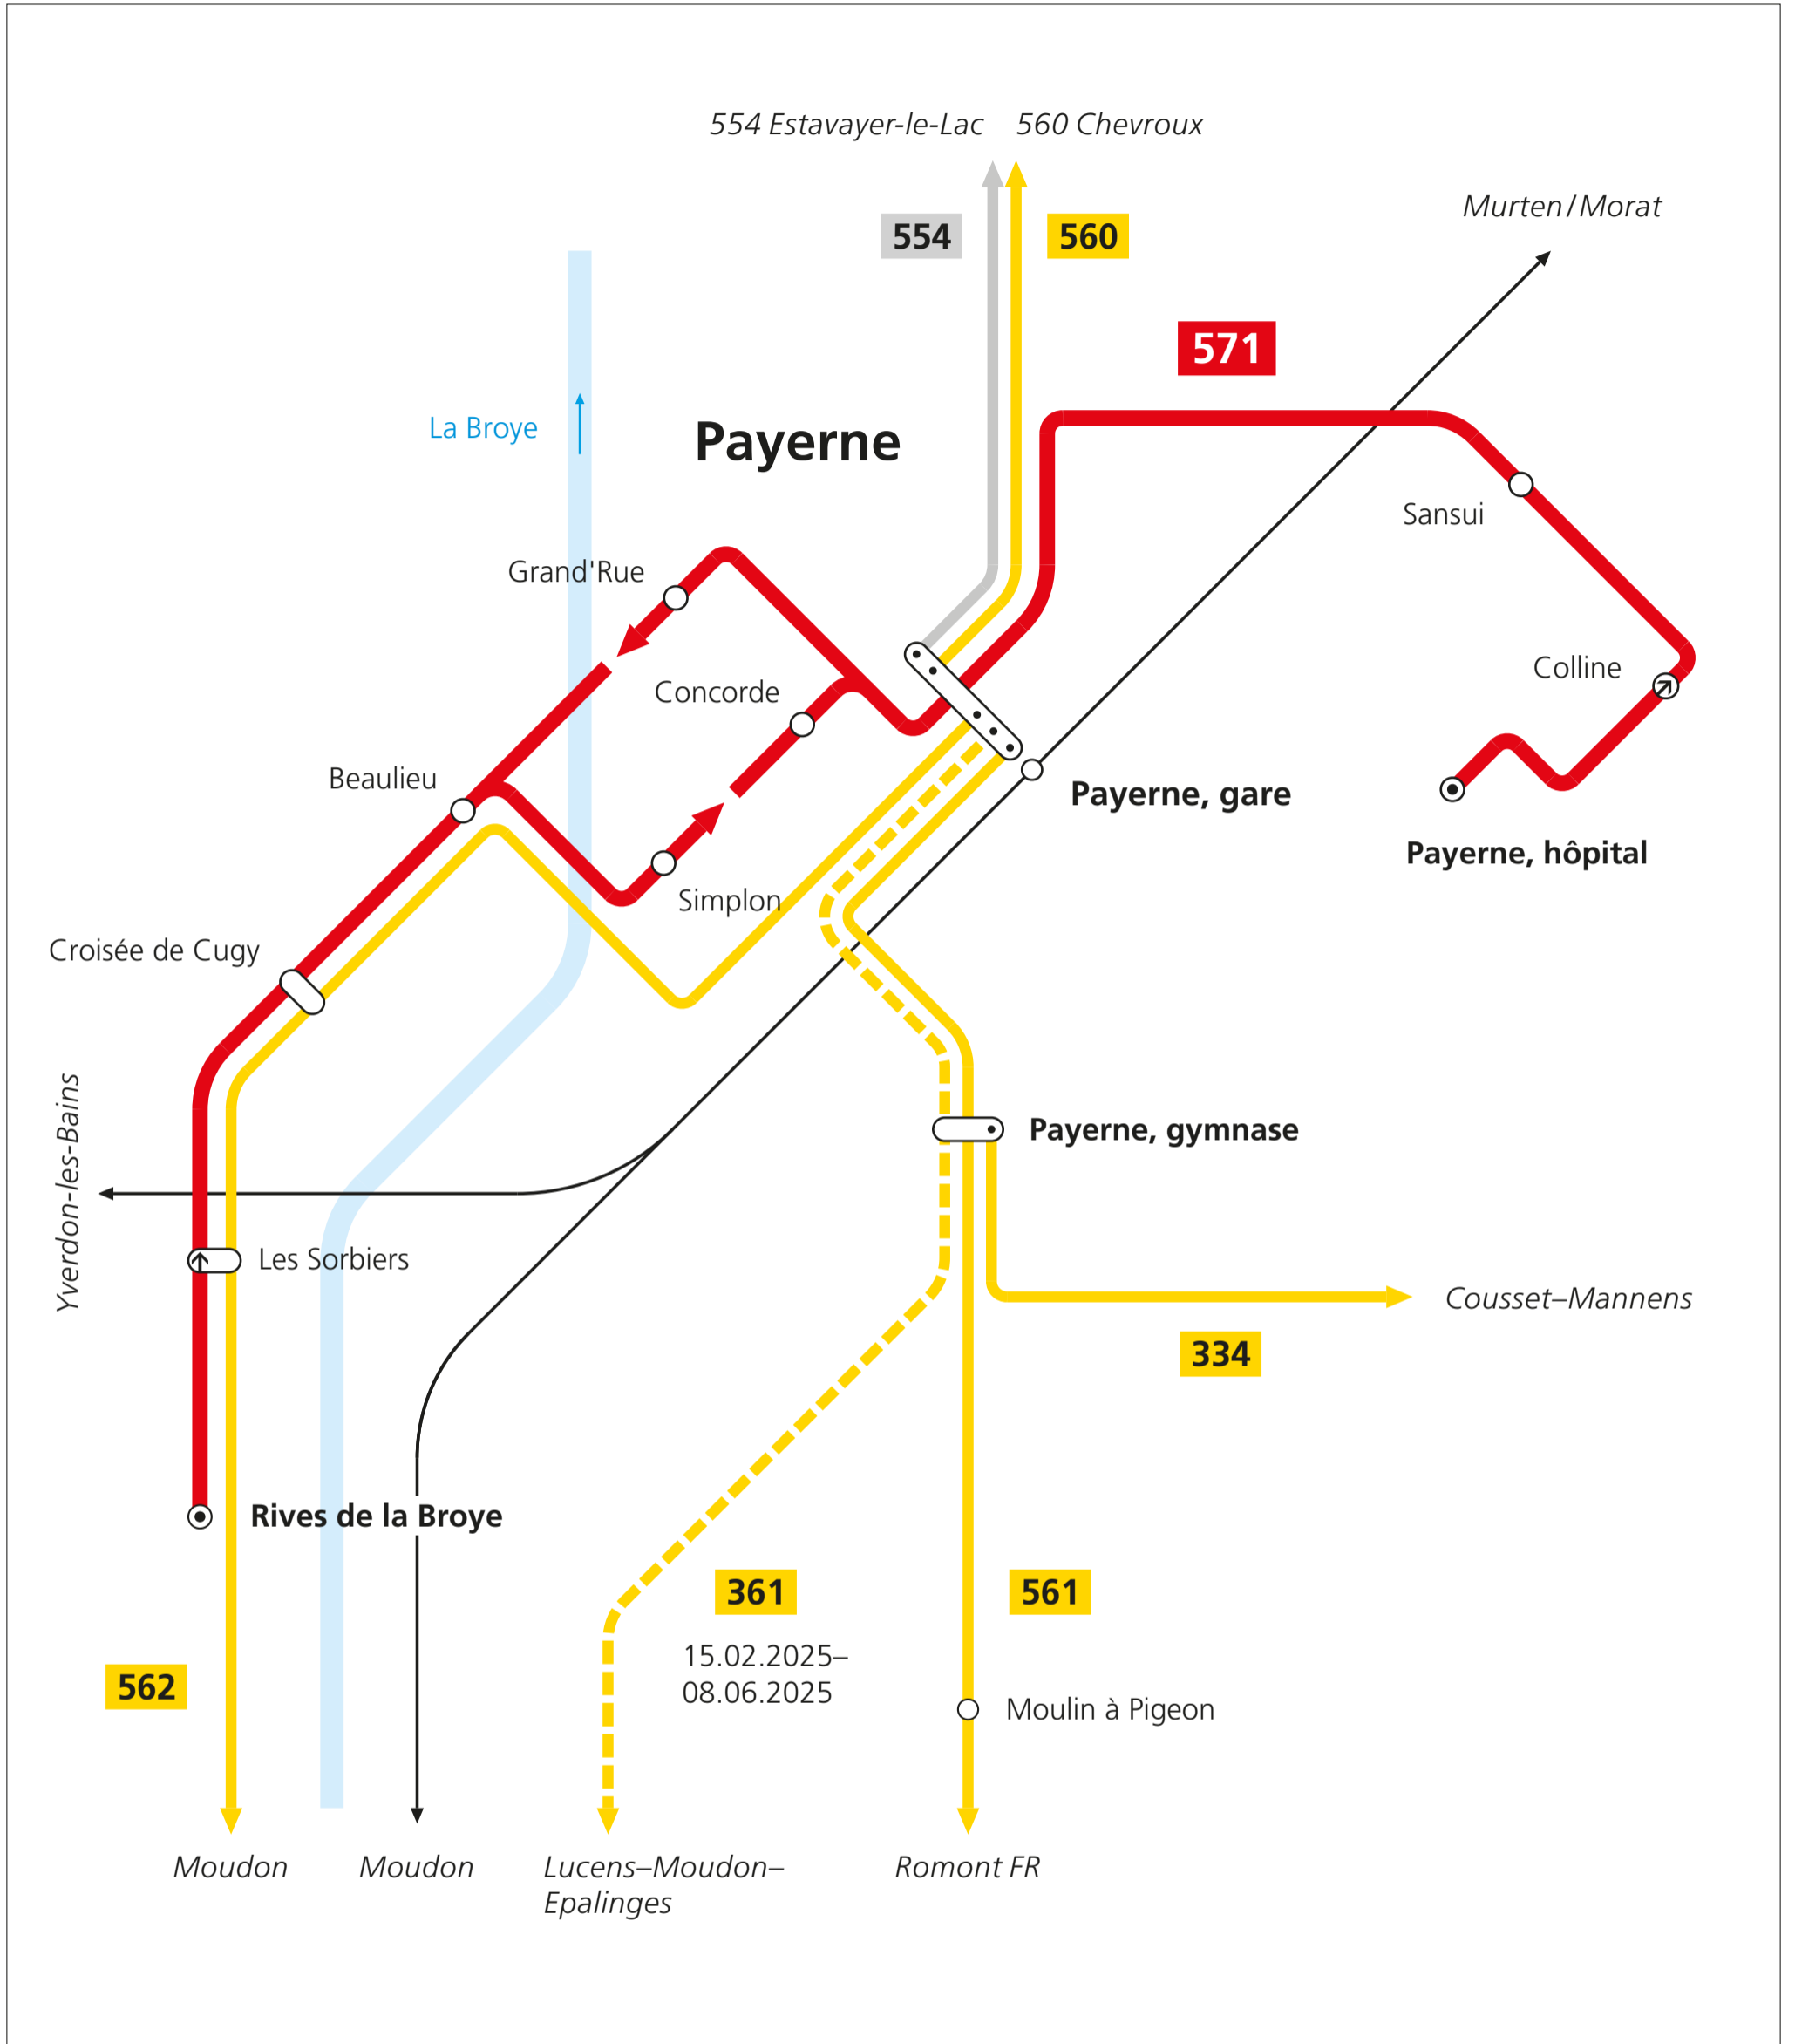 554 Estavayer-le-Lac
560 Chevroux
Murten/Morat
554
560
571
La Broye
Payerne
Sansui
Grand'Rue
Colline
Concorde
Beaulieu
Payerne, gare
Payerne, hôpital
Simplon
Croisée de Cugy
Yverdon-les-Bains
Payerne, gymnase
Les Sorbiers
Cousset–Mannens
334
Rives de la Broye
361
561
15.02.2025–
08.06.2025
562
Moulin à Pigeon
Moudon
Moudon
Lucens–Moudon–
Epalinges
Romont FR